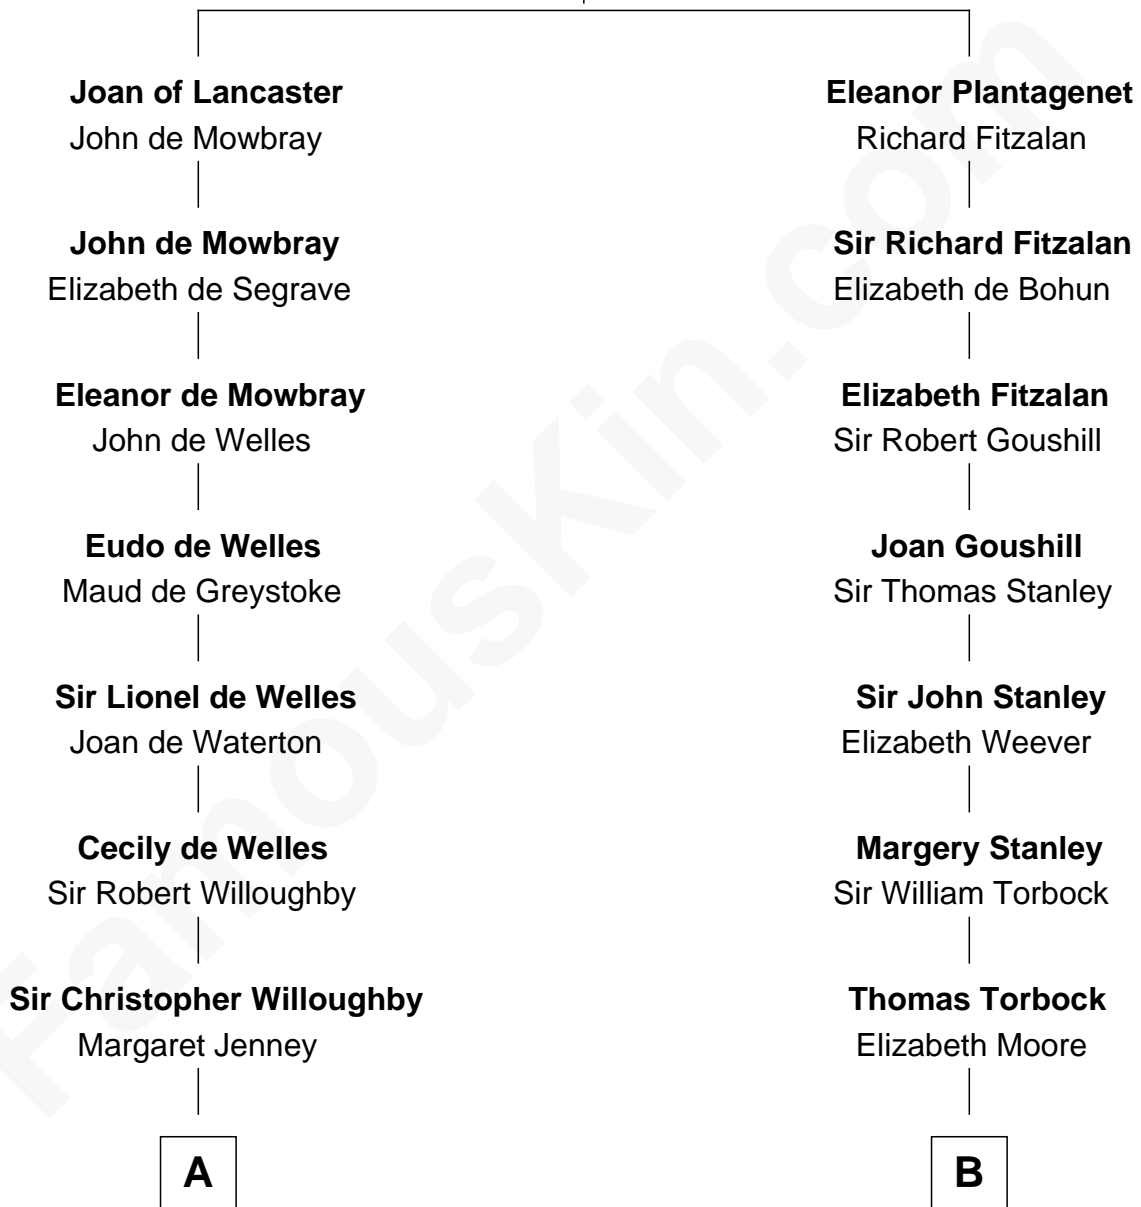 Joan of Lancaster
John de Mowbray
Eleanor Plantagenet
Richard Fitzalan
John de Mowbray
Elizabeth de Segrave
Sir Richard Fitzalan
Elizabeth de Bohun
Eleanor de Mowbray
John de Welles
Elizabeth Fitzalan
Sir Robert Goushill
Eudo de Welles
Maud de Greystoke
Joan Goushill
Sir Thomas Stanley
Sir Lionel de Welles
Joan de Waterton
Sir John Stanley
Elizabeth Weever
Cecily de Welles
Sir Robert Willoughby
Margery Stanley
Sir William Torbock
Sir Christopher Willoughby
Margaret Jenney
Thomas Torbock
Elizabeth Moore
A
B
FamousKin.com